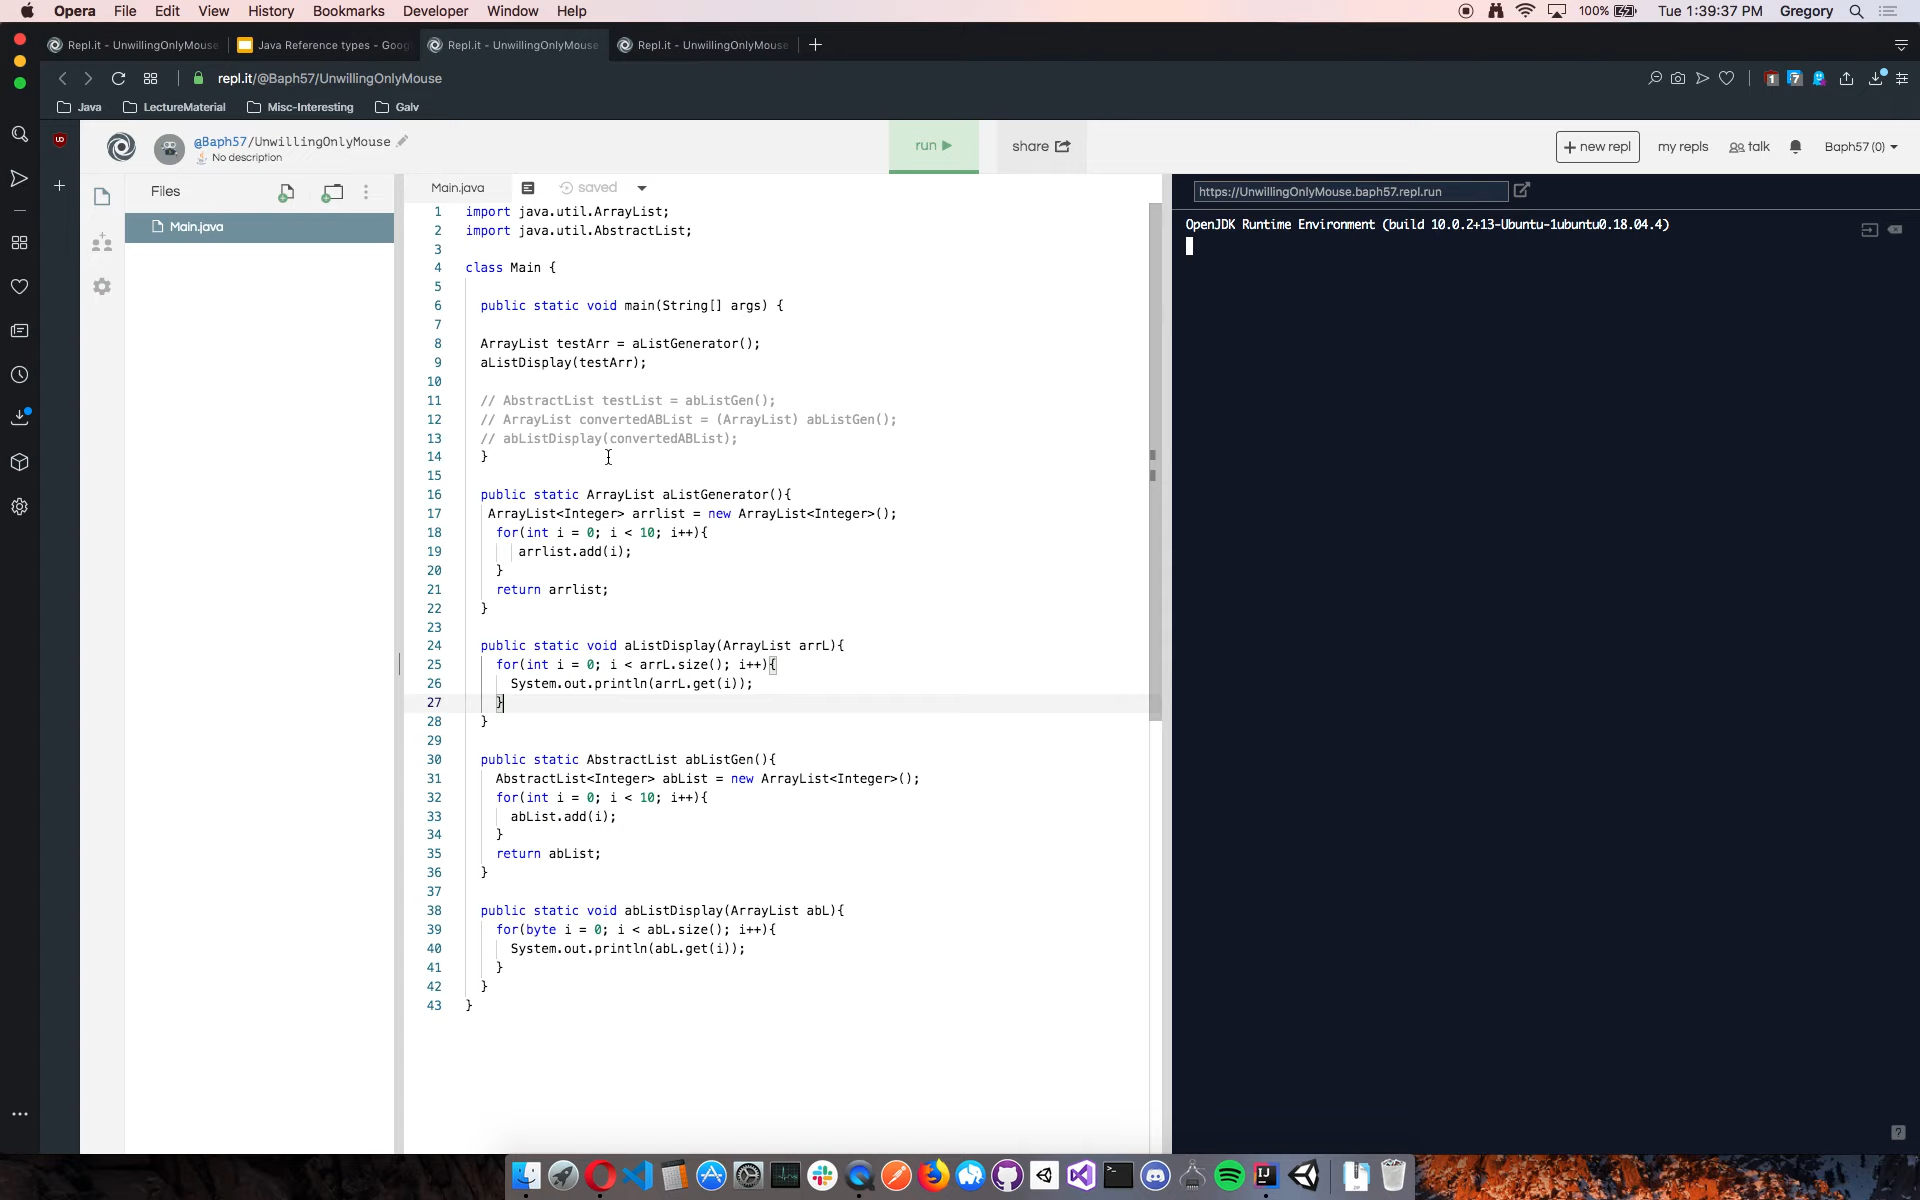 Opera File Edit View History Bookmarks Developer Window Help 100% Tue 1:39:37 PM Gregory
Repl.it - UnwillingOnlyMouse Java Reference types - Goog Repl.it - UnwillingOnlyMouse Repl.it - UnwillingOnlyMouse
repl.it/@Baph57/UnwillingOnlyMouse 1 7
Java LectureMaterial Misc-Interesting Galv
@Baph57/UnwillingOnlyMouse
No description
run share + new repl my repls talk Baph57 (0)
Files
Main.java
Main.java saved
1 import java.util.ArrayList;
2 import java.util.AbstractList;
3
4 class Main {
5
6 public static void main(String[] args) {
7
8 ArrayList testArr = aListGenerator();
9 aListDisplay(testArr);
10
11 // AbstractList testList = abListGen();
12 // ArrayList convertedABList = (ArrayList) abListGen();
13 // abListDisplay(convertedABList);
14 }
15
16 public static ArrayList aListGenerator(){
17 ArrayList<Integer> arrlist = new ArrayList<Integer>();
18 for(int i = 0; i < 10; i++){
19 arrlist.add(i);
20 }
21 return arrlist;
22 }
23
24 public static void aListDisplay(ArrayList arrL){
25 for(int i = 0; i < arrL.size(); i++){
26 System.out.println(arrL.get(i));
27 }
28 }
29
30 public static AbstractList abListGen(){
31 AbstractList<Integer> abList = new ArrayList<Integer>();
32 for(int i = 0; i < 10; i++){
33 abList.add(i);
34 }
35 return abList;
36 }
37
38 public static void abListDisplay(ArrayList abL){
39 for(byte i = 0; i < abL.size(); i++){
40 System.out.println(abL.get(i));
41 }
42 }
43 }
https://UnwillingOnlyMouse.baph57.repl.run
OpenJDK Runtime Environment (build 10.0.2+13-Ubuntu-1ubuntu0.18.04.4)